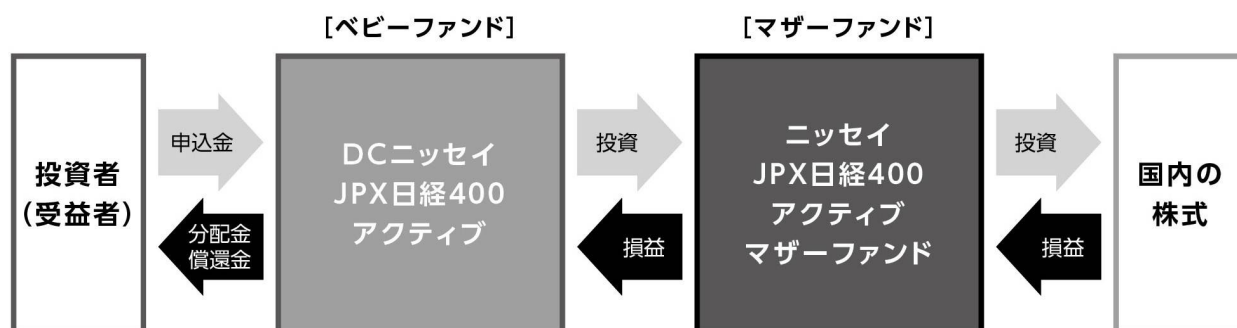 [ベビーファンド]
[マザーファンド]
投資者
(受益者)
申込金
分配金
償還金
DCニッセイ
JPX日経400
アクティブ
投資
損益
ニッセイ
JPX日経400
アクティブ
マザーファンド
投資
損益
国内の
株式